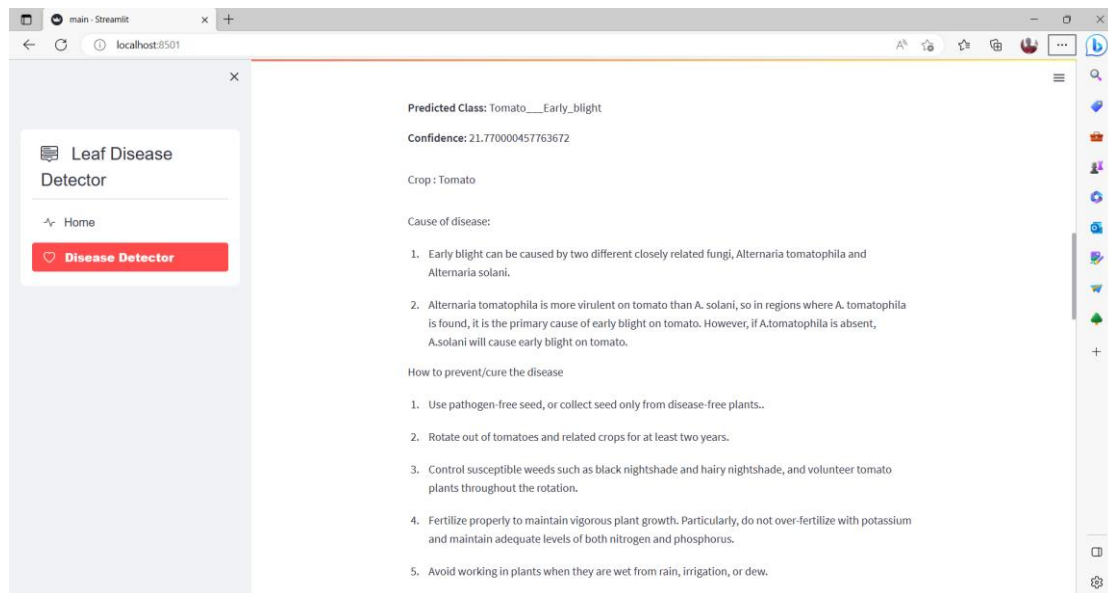 main - Streamlit
localhost:8501
Leaf Disease
Detector
Home
Disease Detector
Predicted Class: Tomato___Early_blight
Confidence: 21.770000457763672
Crop : Tomato
Cause of disease:
1. Early blight can be caused by two different closely related fungi, Alternaria tomatophila and
Alternaria solani.
2. Alternaria tomatophila is more virulent on tomato than A. solani, so in regions where A. tomatophila
is found, it is the primary cause of early blight on tomato. However, if A.tomatophila is absent,
A.solani will cause early blight on tomato.
How to prevent/cure the disease
1. Use pathogen-free seed, or collect seed only from disease-free plants..
2. Rotate out of tomatoes and related crops for at least two years.
3. Control susceptible weeds such as black nightshade and hairy nightshade, and volunteer tomato
plants throughout the rotation.
4. Fertilize properly to maintain vigorous plant growth. Particularly, do not over-fertilize with potassium
and maintain adequate levels of both nitrogen and phosphorus.
5. Avoid working in plants when they are wet from rain, irrigation, or dew.